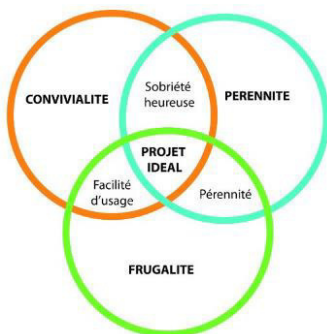 Sobriété
heureuse
CONVIVIALITE
PERENNITE
PROJET
IDEAL
Facilité
d'usage
Pérennité
FRUGALITE